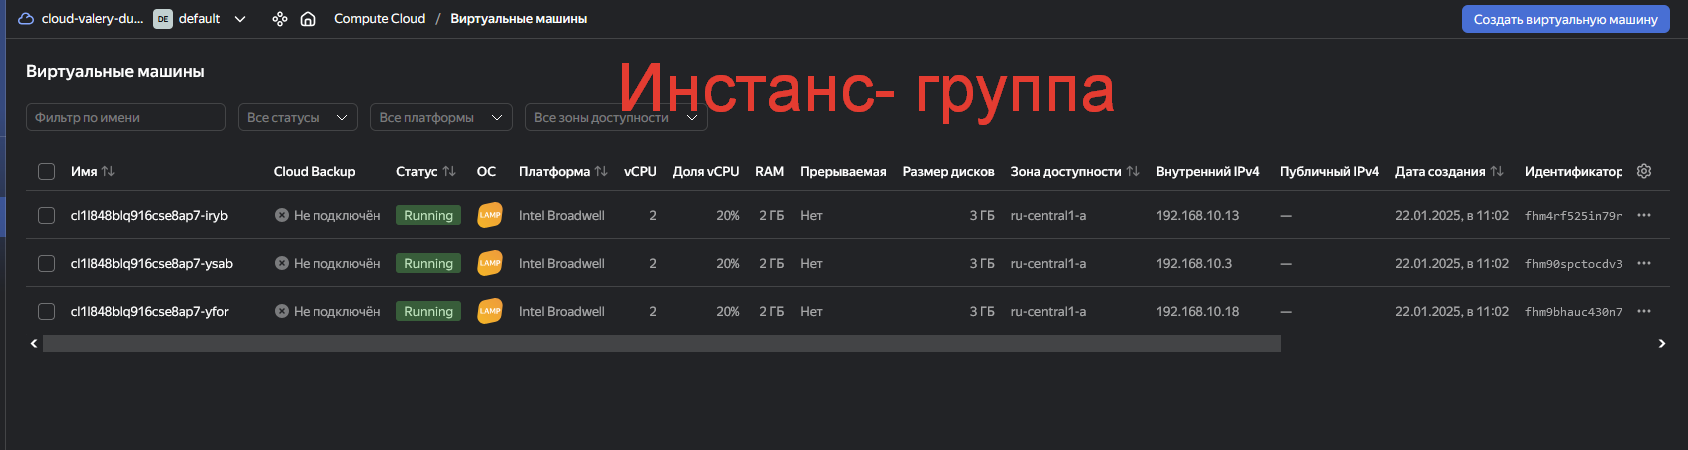 cloud-valery-du... DE default Compute Cloud / Виртуальные машины Создать виртуальную машину
Виртуальные машины
Инстанс- группа
Фильтр по имени Все статусы Все платформы Все зоны доступности
Имя Cloud Backup Статус ОС Платформа vCPU Доля vCPU RAM Прерываемая Размер дисков Зона доступности Внутренний IPv4 Публичный IPv4 Дата создания Идентификатор
cl1l848blq916cse8ap7-iryb Не подключён Running LAMP Intel Broadwell 2 20% 2 ГБ Нет 3 ГБ ru-central1-a 192.168.10.13 — 22.01.2025, в 11:02 fhm4rf525in79r
cl1l848blq916cse8ap7-ysab Не подключён Running LAMP Intel Broadwell 2 20% 2 ГБ Нет 3 ГБ ru-central1-a 192.168.10.3 — 22.01.2025, в 11:02 fhm90spctocdv3
cl1l848blq916cse8ap7-yfor Не подключён Running LAMP Intel Broadwell 2 20% 2 ГБ Нет 3 ГБ ru-central1-a 192.168.10.18 — 22.01.2025, в 11:02 fhm9bhauc430n7